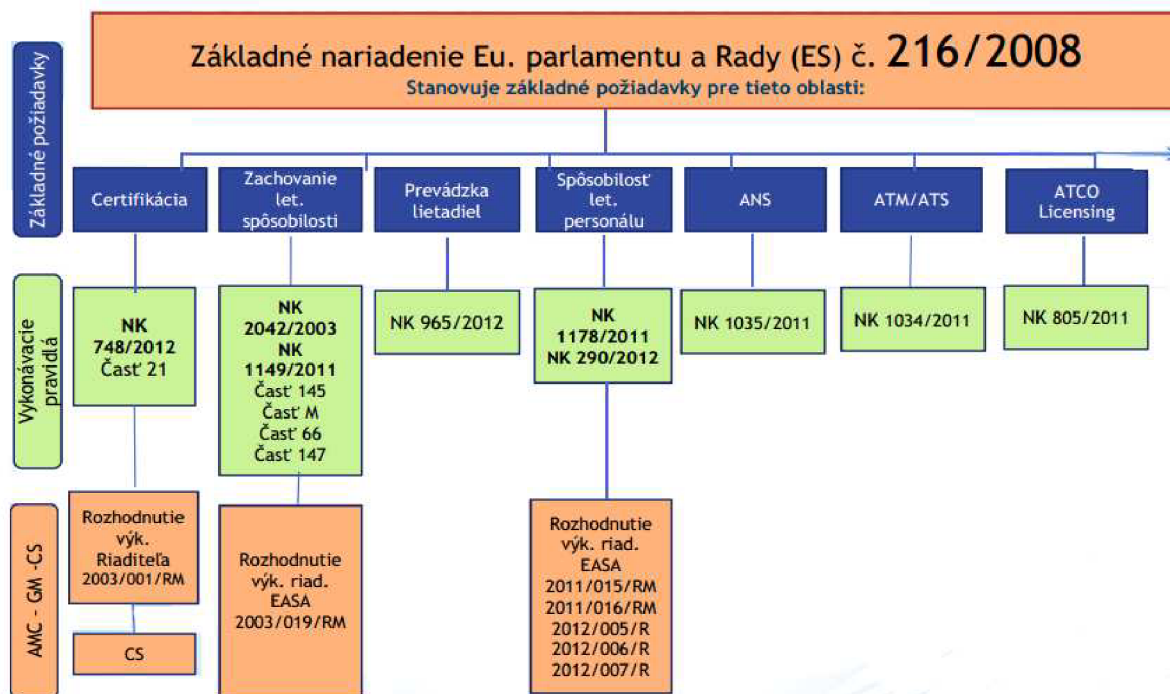 Základné nariadenie Eu. parlamentu a Rady (ES) č. 216/2008
Stanovuje základné požiadavky pre tieto oblasti:
Základné požiadavky
Certifikácia
Zachovanie
let.
spôsobilosti
Prevádzka
lietadiel
Spôsobilosť
let.
personálu
ANS
ATM/ATS
ATCO
Licensing
Vykonávacie
pravidlá
NK
748/2012
Časť 21
NK
2042/2003
NK
1149/2011
Časť 145
Časť M
Časť 66
Časť 147
NK 965/2012
NK
1178/2011
NK 290/2012
NK 1035/2011
NK 1034/2011
NK 805/2011
AMC - GM -CS
Rozhodnutie
výk.
Riaditeľa
2003/001/RM
CS
Rozhodnutie
výk. riad.
EASA
2003/019/RM
Rozhodnutie
výk. riad.
EASA
2011/015/RM
2011/016/RM
2012/005/R
2012/006/R
2012/007/R